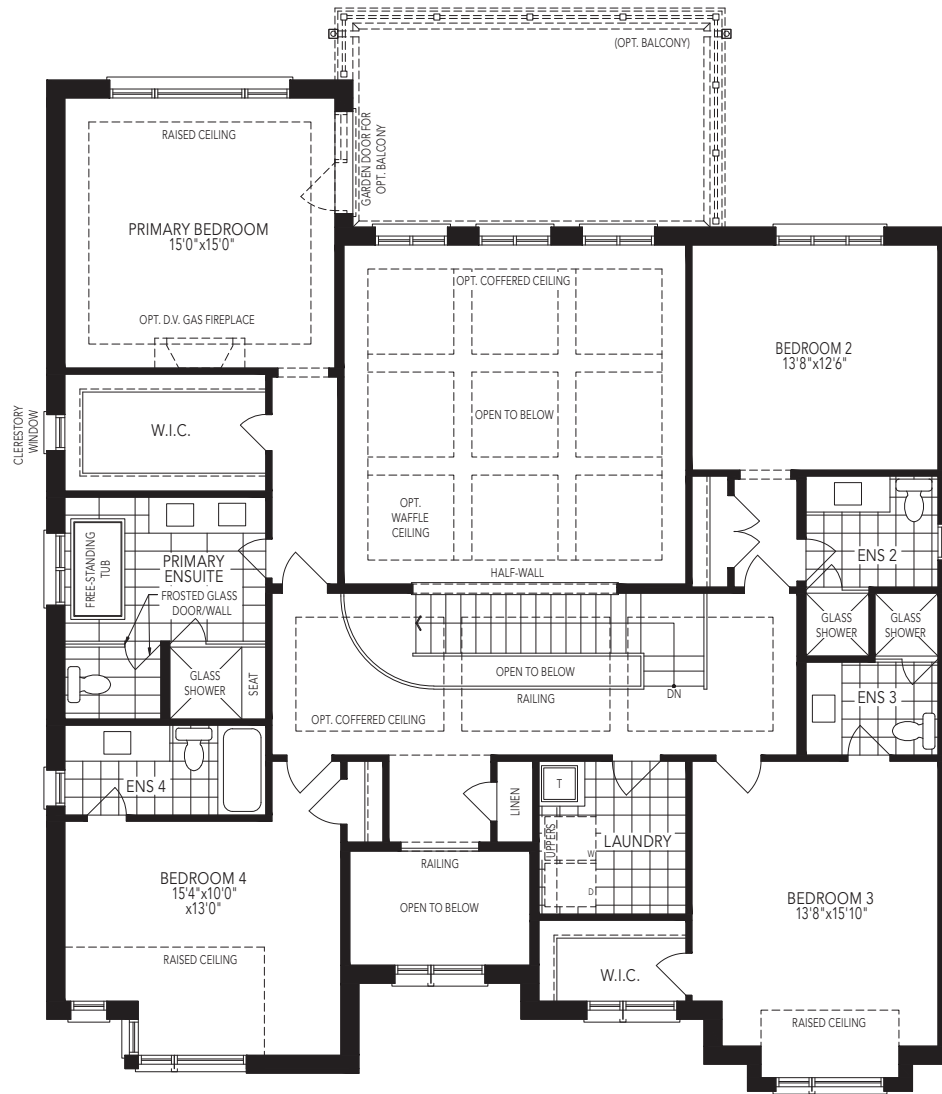 (OPT. BALCONY)
GARDEN DOOR FOR
OPT. BALCONY
RAISED CEILING
PRIMARY BEDROOM
15'0"x15'0"
OPT. D.V. GAS FIREPLACE
OPT. COFFERED CEILING
OPEN TO BELOW
OPT.
WAFFLE
CEILING
HALF-WALL
BEDROOM 2
13'8"x12'6"
CLERESTORY
WINDOW
W.I.C.
FREE-STANDING
TUB
PRIMARY
ENSUITE
FROSTED GLASS
DOOR/WALL
GLASS
SHOWER
SEAT
ENS 2
GLASS
SHOWER
GLASS
SHOWER
ENS 3
OPEN TO BELOW
RAILING
DN
OPT. COFFERED CEILING
ENS 4
LINEN
T
UPPERS
W
D
LAUNDRY
RAILING
OPEN TO BELOW
BEDROOM 4
15'4"x10'0"
x13'0"
RAISED CEILING
BEDROOM 3
13'8"x15'10"
W.I.C.
RAISED CEILING